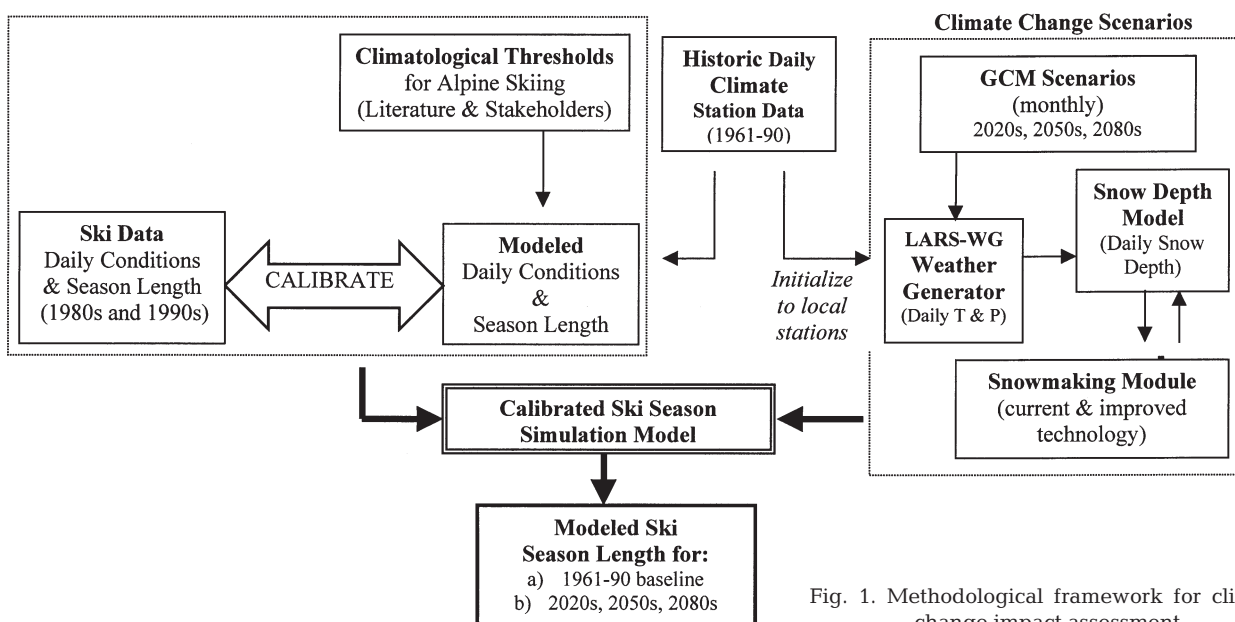 Climate Change Scenarios
Climatological Thresholds
for Alpine Skiing
(Literature & Stakeholders)
Historic Daily
Climate
Station Data
(1961-90)
GCM Scenarios
(monthly)
2020s, 2050s, 2080s
Ski Data
Daily Conditions
& Season Length
(1980s and 1990s)
CALIBRATE
Modeled
Daily Conditions
&
Season Length
Initialize
to local
stations
LARS-WG
Weather
Generator
(Daily T & P)
Snow Depth
Model
(Daily Snow
Depth)
Snowmaking Module
(current & improved
technology)
Calibrated Ski Season
Simulation Model
Modeled Ski
Season Length for:
a) 1961-90 baseline
b) 2020s, 2050s, 2080s
Fig. 1. Methodological framework for cli
change impact assessment